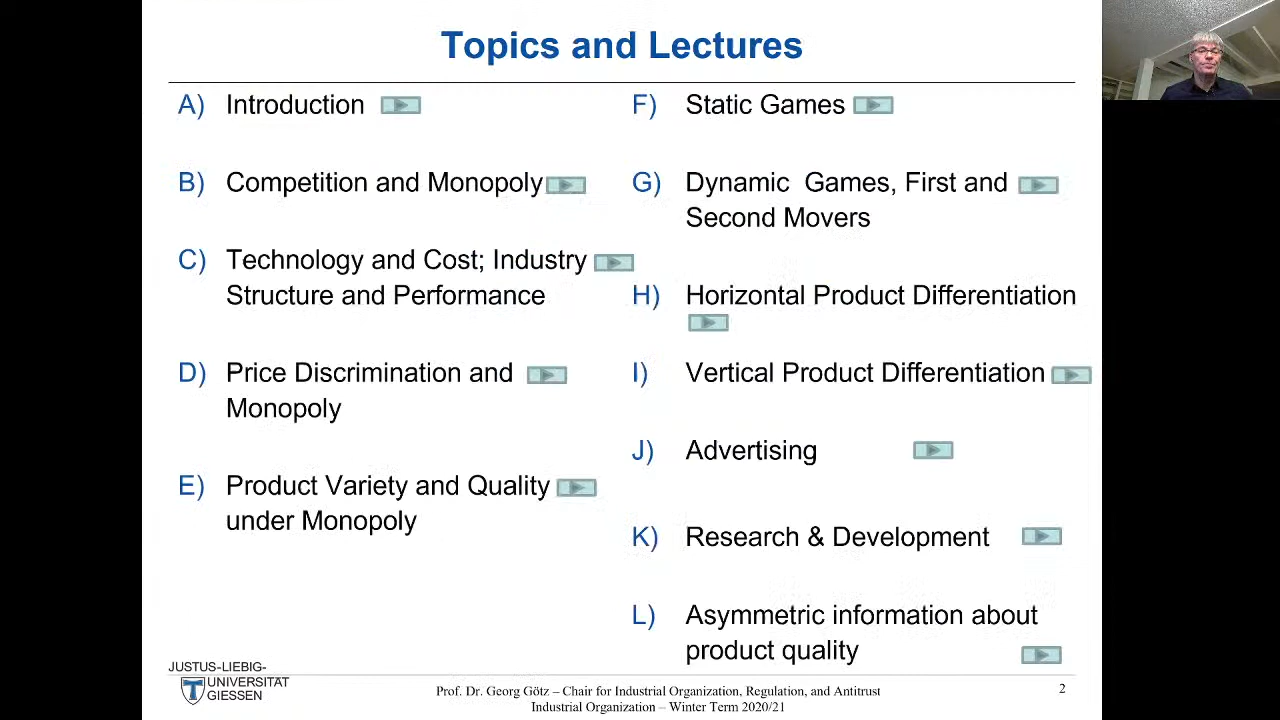 Topics and Lectures
A) Introduction
B) Competition and Monopoly
C) Technology and Cost; Industry
Structure and Performance
D) Price Discrimination and
Monopoly
E) Product Variety and Quality
under Monopoly
F) Static Games
G) Dynamic Games, First and
Second Movers
H) Horizontal Product Differentiation
I) Vertical Product Differentiation
J) Advertising
K) Research & Development
L) Asymmetric information about
product quality
JUSTUS-LIEBIG-
UNIVERSITÄT
GIESSEN
Prof. Dr. Georg Götz – Chair for Industrial Organization, Regulation, and Antitrust
Industrial Organization – Winter Term 2020/21
2